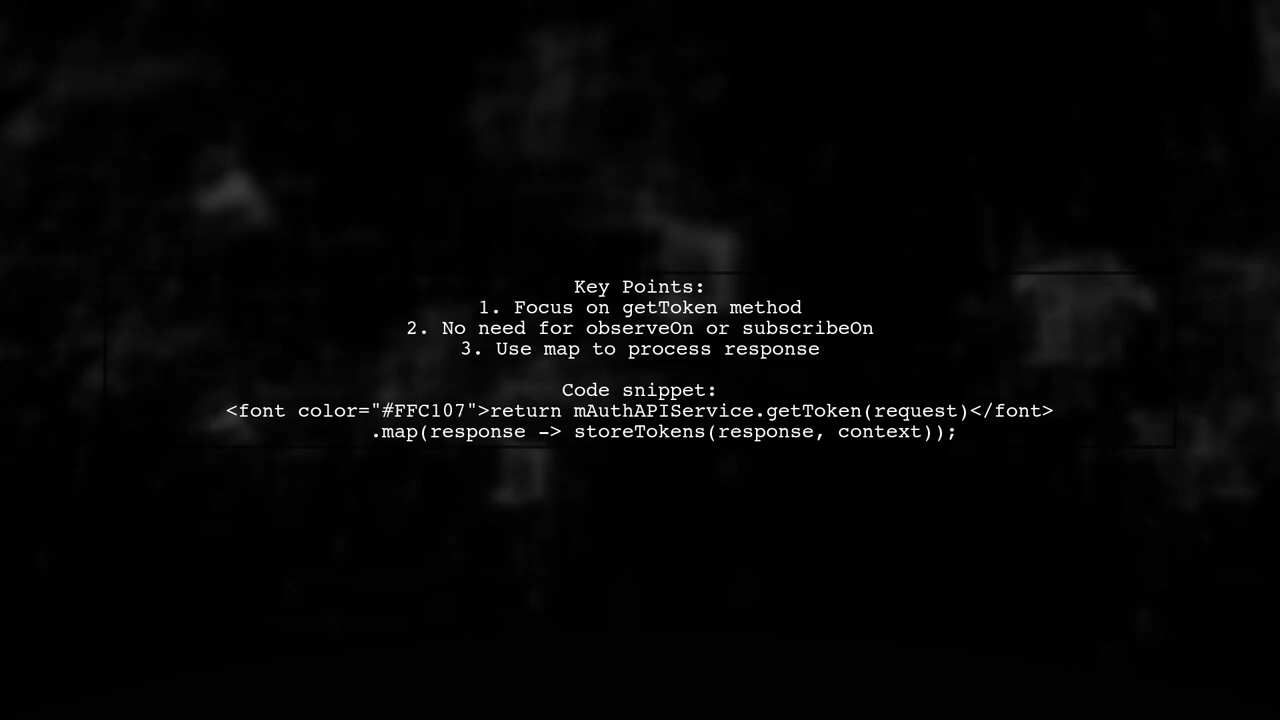 Key Points:
1. Focus on getToken method
2. No need for observeOn or subscribeOn
3. Use map to process response
Code snippet:
<font color="#FFC107">return mAuthAPIService.getToken(request)</font>
.map(response -> storeTokens(response, context));